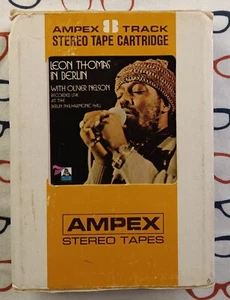 AMPEX 8 TRACK
STEREO TAPE CARTRIDGE
LEON THOMAS
IN BERLIN
WITH OLIVER NELSON
RECORDED LIVE
AT THE
BERLIN PHILHARMONIC HALL
AMPEX
STEREO TAPES